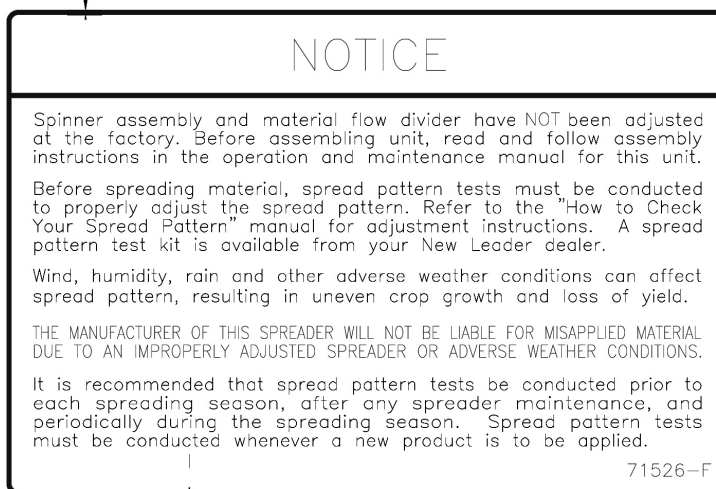 NOTICE
Spinner assembly and material flow divider have NOT been adjusted
at the factory. Before assembling unit, read and follow assembly
instructions in the operation and maintenance manual for this unit.
Before spreading material, spread pattern tests must be conducted
to properly adjust the spread pattern. Refer to the "How to Check
Your Spread Pattern" manual for adjustment instructions. A spread
pattern test kit is available from your New Leader dealer.
Wind, humidity, rain and other adverse weather conditions can affect
spread pattern, resulting in uneven crop growth and loss of yield.
THE MANUFACTURER OF THIS SPREADER WILL NOT BE LIABLE FOR MISAPPLIED MATERIAL
DUE TO AN IMPROPERLY ADJUSTED SPREADER OR ADVERSE WEATHER CONDITIONS.
It is recommended that spread pattern tests be conducted prior to
each spreading season, after any spreader maintenance, and
periodically during the spreading season. Spread pattern tests
must be conducted whenever a new product is to be applied.
71526-F